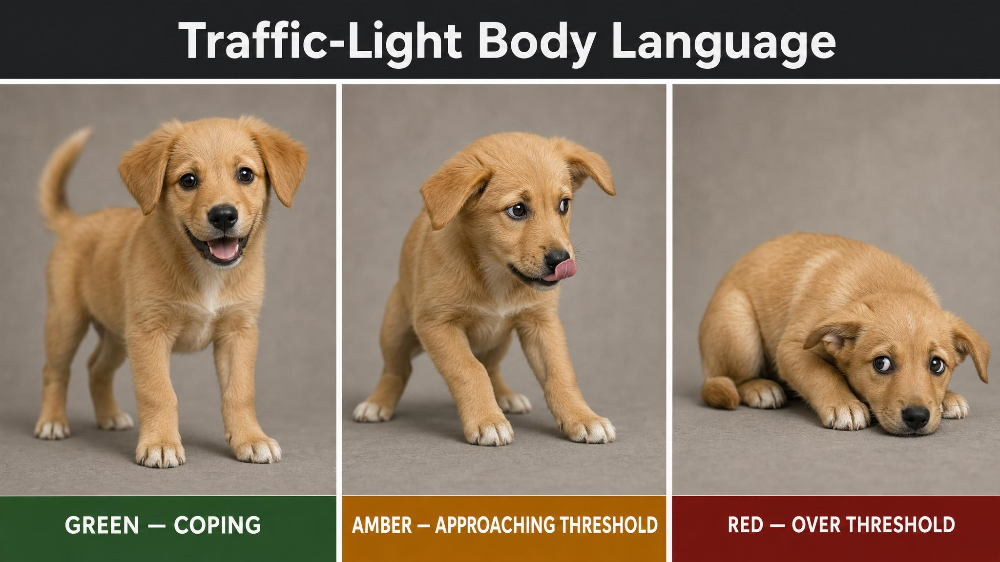 Traffic-Light Body Language
GREEN — COPING
AMBER — APPROACHING THRESHOLD
RED — OVER THRESHOLD